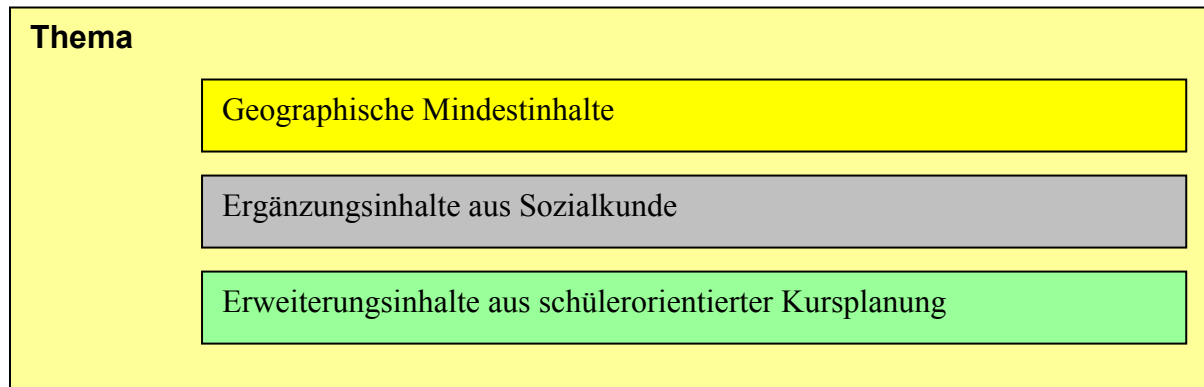 Thema
Geographische Mindestinhalte
Ergänzungsinhalte aus Sozialkunde
Erweiterungsinhalte aus schülerorientierter Kursplanung